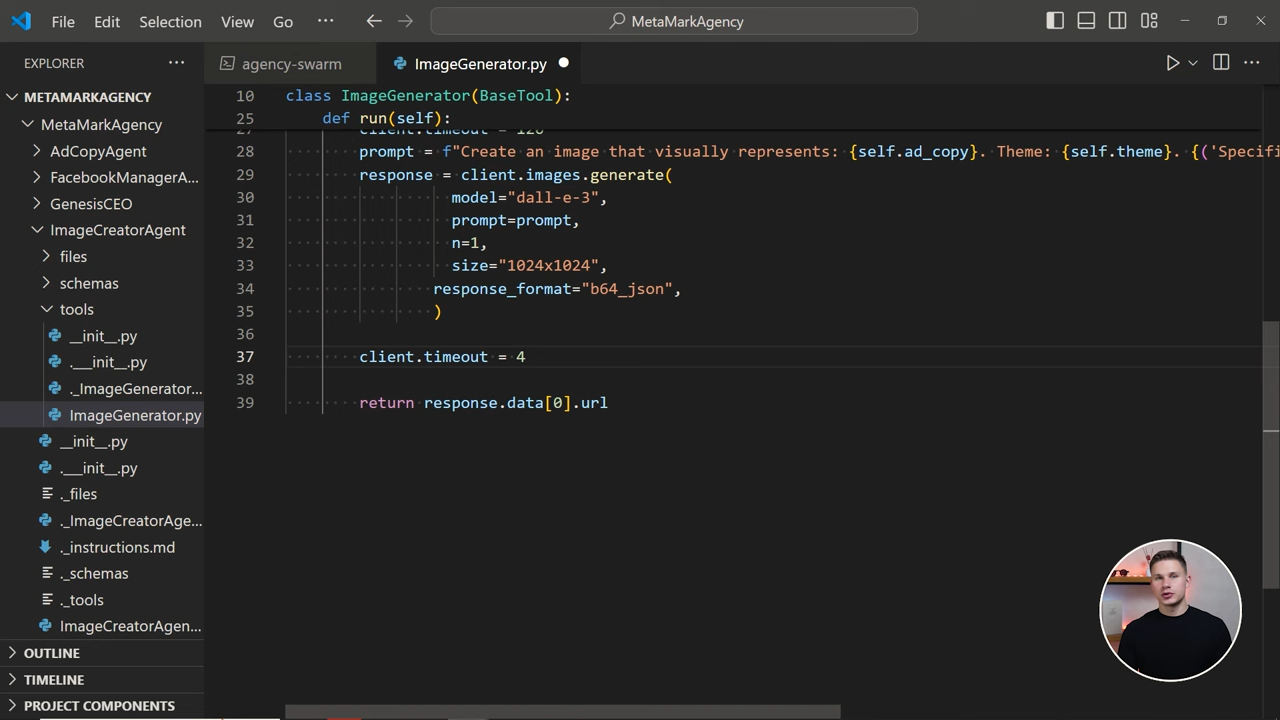 File Edit Selection View Go ··· MetaMarkAgency
EXPLORER ···
METAMARKAGENCY
MetaMarkAgency
AdCopyAgent
FacebookManagerA...
GenesisCEO
ImageCreatorAgent
files
schemas
tools
__init__.py
.___init__.py
._ImageGenerator...
ImageGenerator.py
__init__.py
.___init__.py
._files
._ImageCreatorAge...
._instructions.md
._schemas
._tools
ImageCreatorAgen...
OUTLINE
TIMELINE
PROJECT COMPONENTS
agency-swarm ImageGenerator.py
10 class ImageGenerator(BaseTool):
25 def run(self):
27 client.timeout = 120
28 prompt = f"Create an image that visually represents: {self.ad_copy}. Theme: {self.theme}. {('Specifi
29 response = client.images.generate(
30 model="dall-e-3",
31 prompt=prompt,
32 n=1,
33 size="1024x1024",
34 response_format="b64_json",
35 )
36
37 client.timeout = 4
38
39 return response.data[0].url